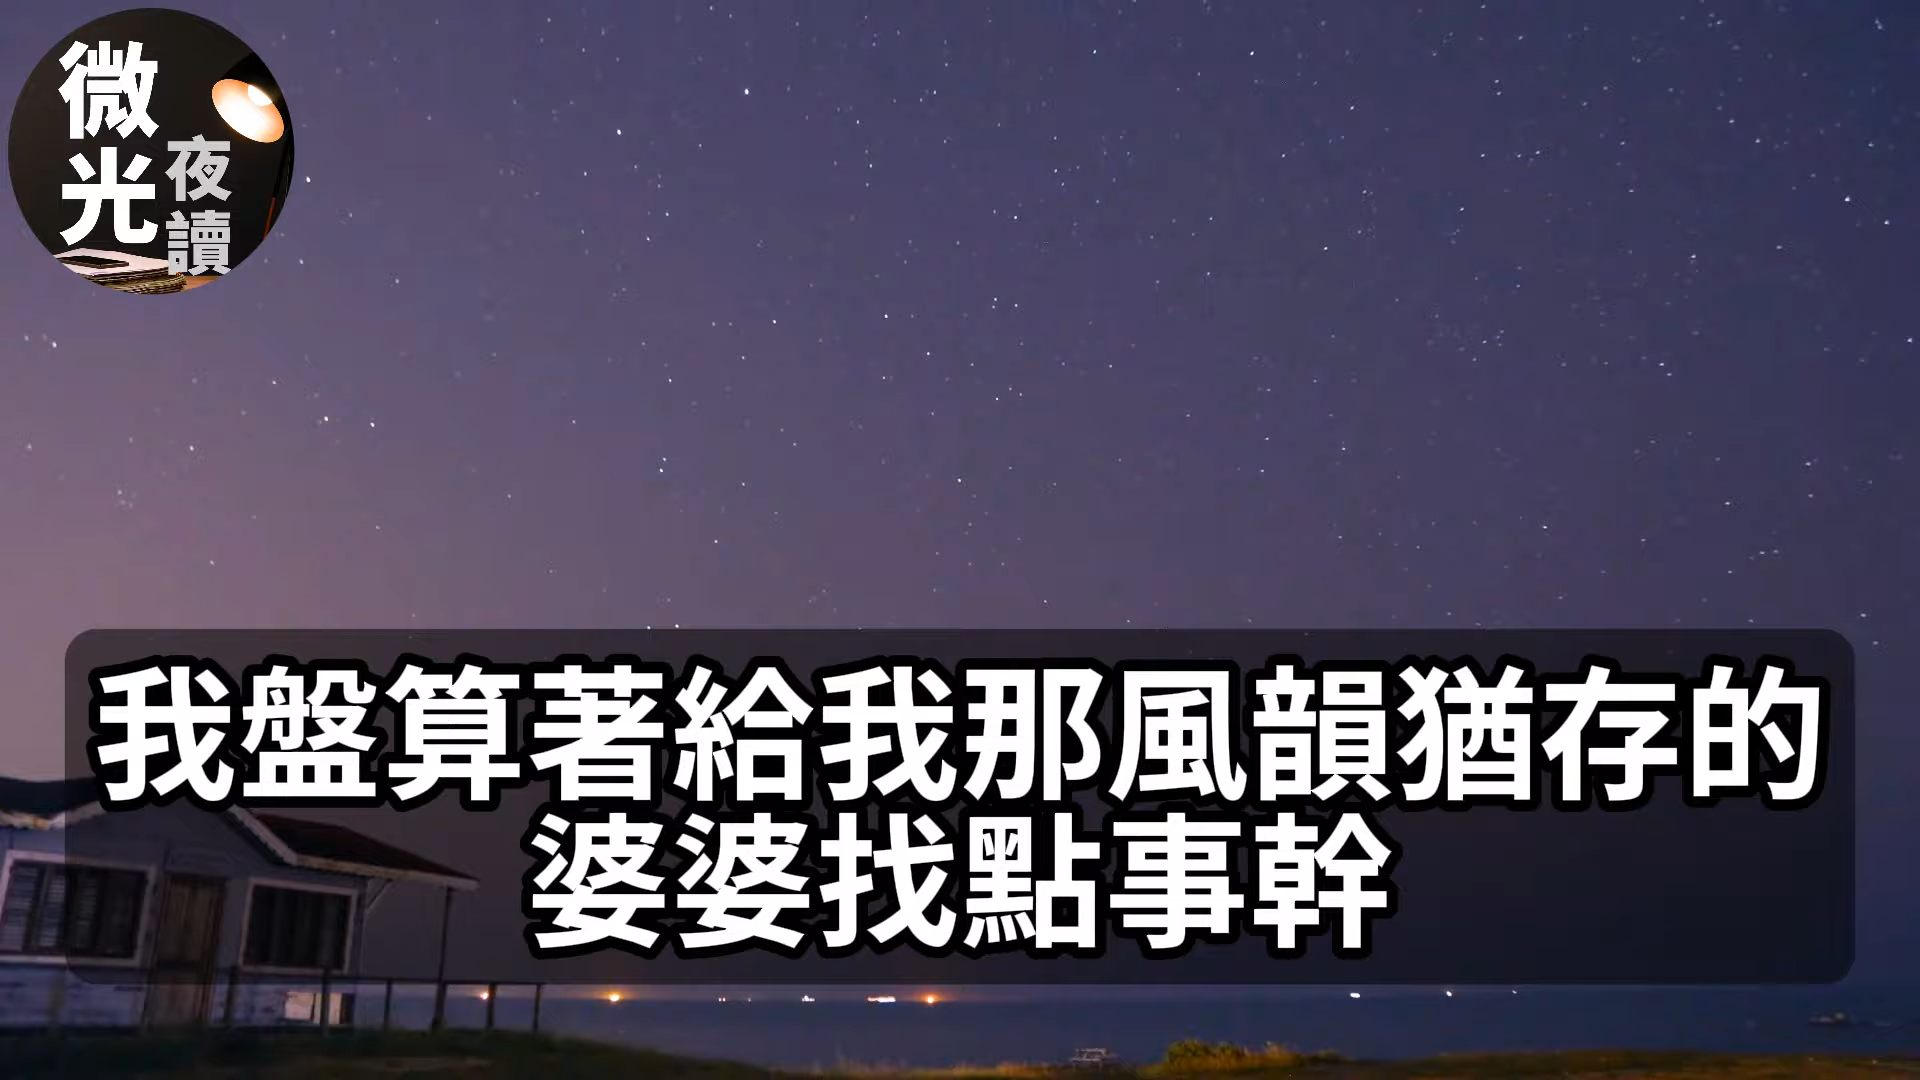 微光
夜讀
我盤算著給我那風韻猶存的
婆婆找點事幹